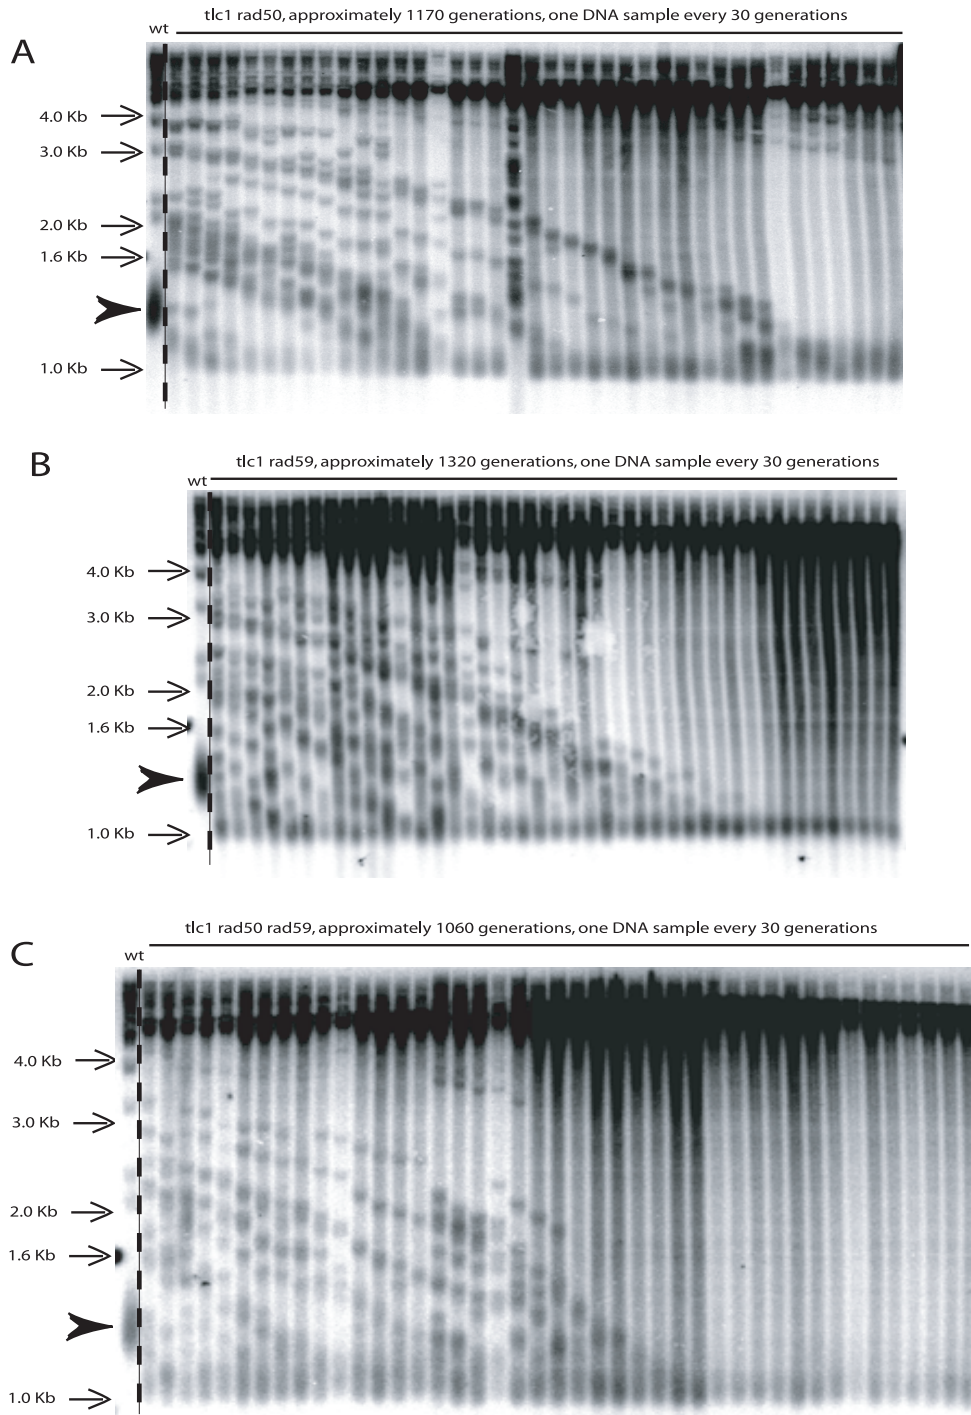 tlc1 rad50, approximately 1170 generations, one DNA sample every 30 generations
A
wt
4.0 Kb
3.0 Kb
2.0 Kb
1.6 Kb
1.0 Kb
B
tlc1 rad59, approximately 1320 generations, one DNA sample every 30 generations
wt
4.0 Kb
3.0 Kb
2.0 Kb
1.6 Kb
1.0 Kb
tlc1 rad50 rad59, approximately 1060 generations, one DNA sample every 30 generations
C
wt
4.0 Kb
3.0 Kb
2.0 Kb
1.6 Kb
1.0 Kb